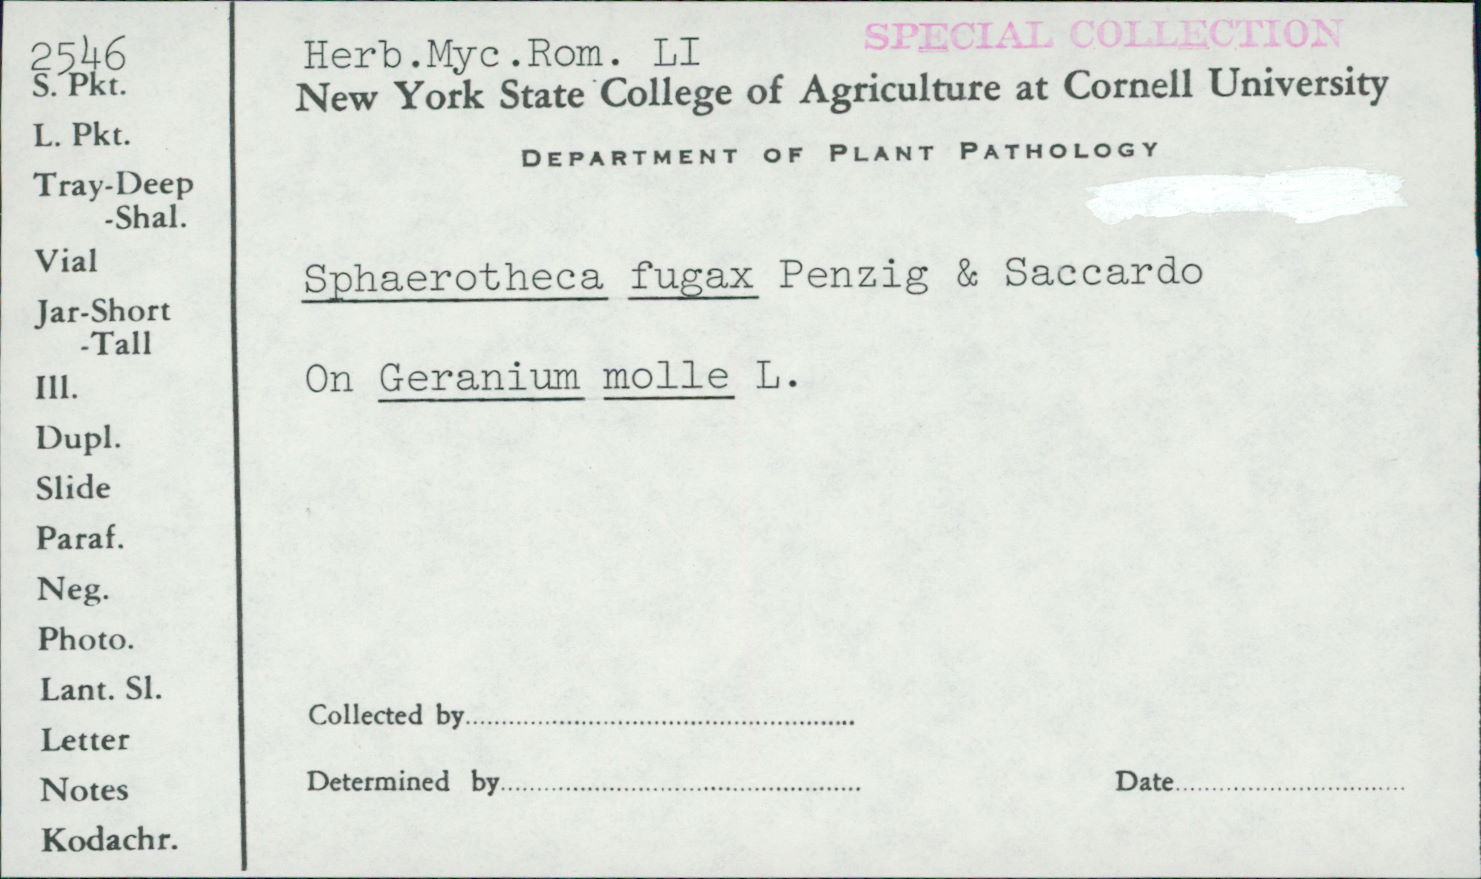 2546
S. Pkt.
L. Pkt.
Tray-Deep
-Shal.
Vial
Jar-Short
-Tall
Ill.
Dupl.
Slide
Paraf.
Neg.
Photo.
Lant. Sl.
Letter
Notes
Kodachr.
SPECIAL COLLECTION
Herb.Myc.Rom. LI
New York State College of Agriculture at Cornell University
DEPARTMENT OF PLANT PATHOLOGY
Sphaerotheca fugax Penzig & Saccardo
On Geranium molle L.
Collected by
Determined by
Date